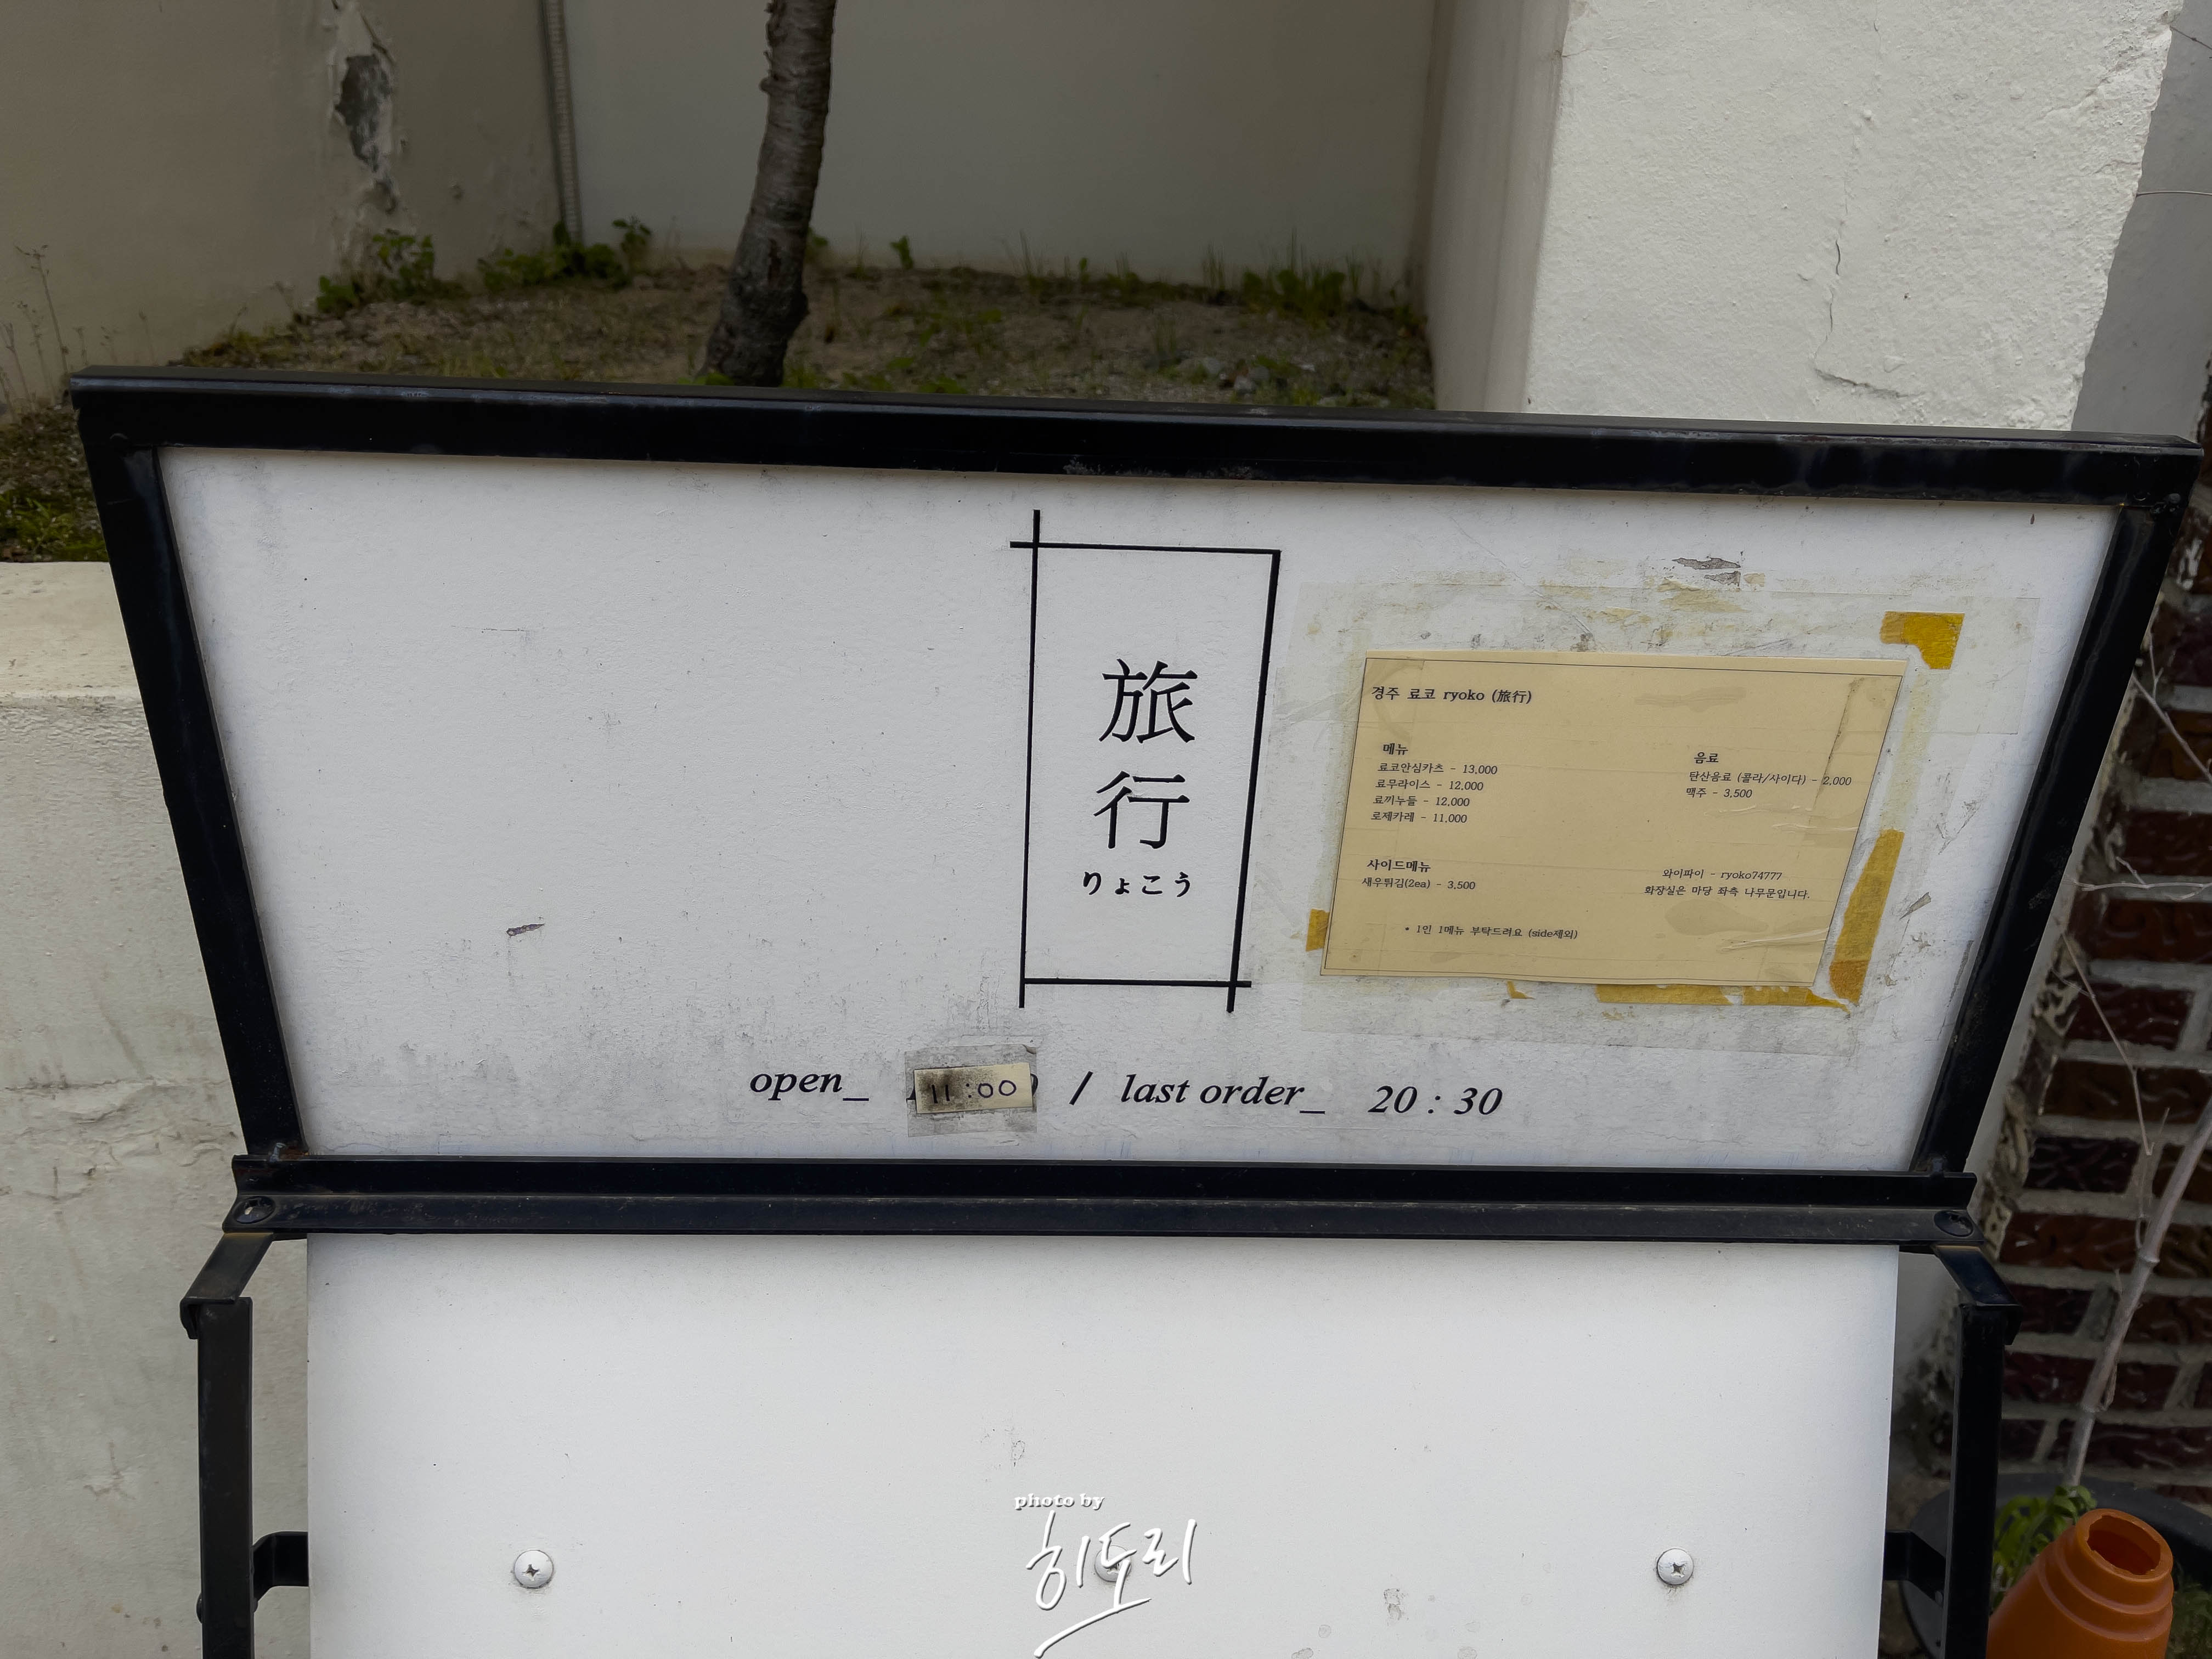 旅
行
りょこう
경주 료코 ryoko (旅行)
메뉴
료코안심카츠 - 13,000
료무라이스 - 12,000
료끼누들 - 12,000
로제카레 - 11,000
음료
탄산음료 (콜라/사이다) - 2,000
맥주 - 3,500
사이드메뉴
새우튀김(2ea) - 3,500
와이파이 - ryoko74777
화장실은 마당 좌측 나무문입니다.
• 1인 1메뉴 부탁드려요 (side제외)
open_ 11:00 / last order_ 20 : 30
photo by
히도리